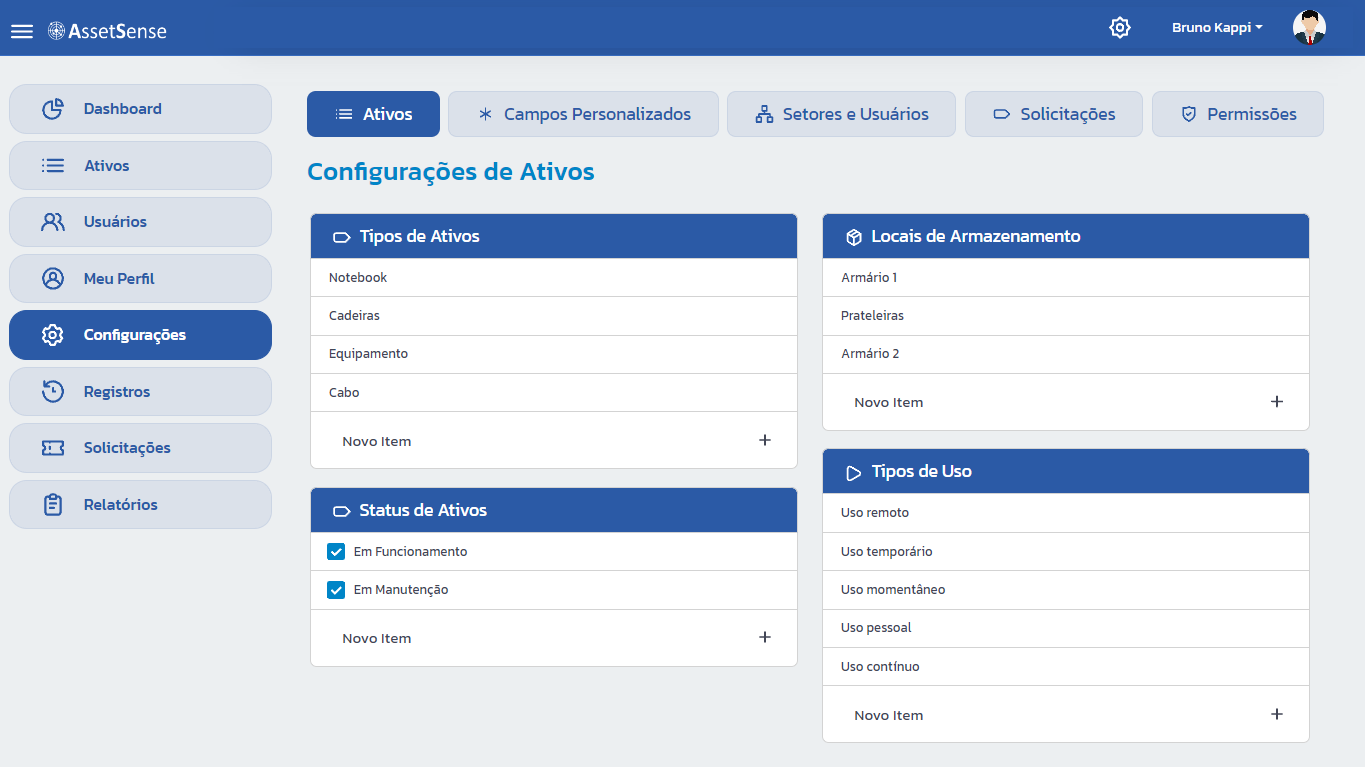 AssetSense
Bruno Kappi
Dashboard
Ativos
Usuários
Meu Perfil
Configurações
Registros
Solicitações
Relatórios
Ativos
Campos Personalizados
Setores e Usuários
Solicitações
Permissões
Configurações de Ativos
Tipos de Ativos
Notebook
Cadeiras
Equipamento
Cabo
Novo Item
Status de Ativos
Em Funcionamento
Em Manutenção
Novo Item
Locais de Armazenamento
Armário 1
Prateleiras
Armário 2
Novo Item
Tipos de Uso
Uso remoto
Uso temporário
Uso momentâneo
Uso pessoal
Uso contínuo
Novo Item